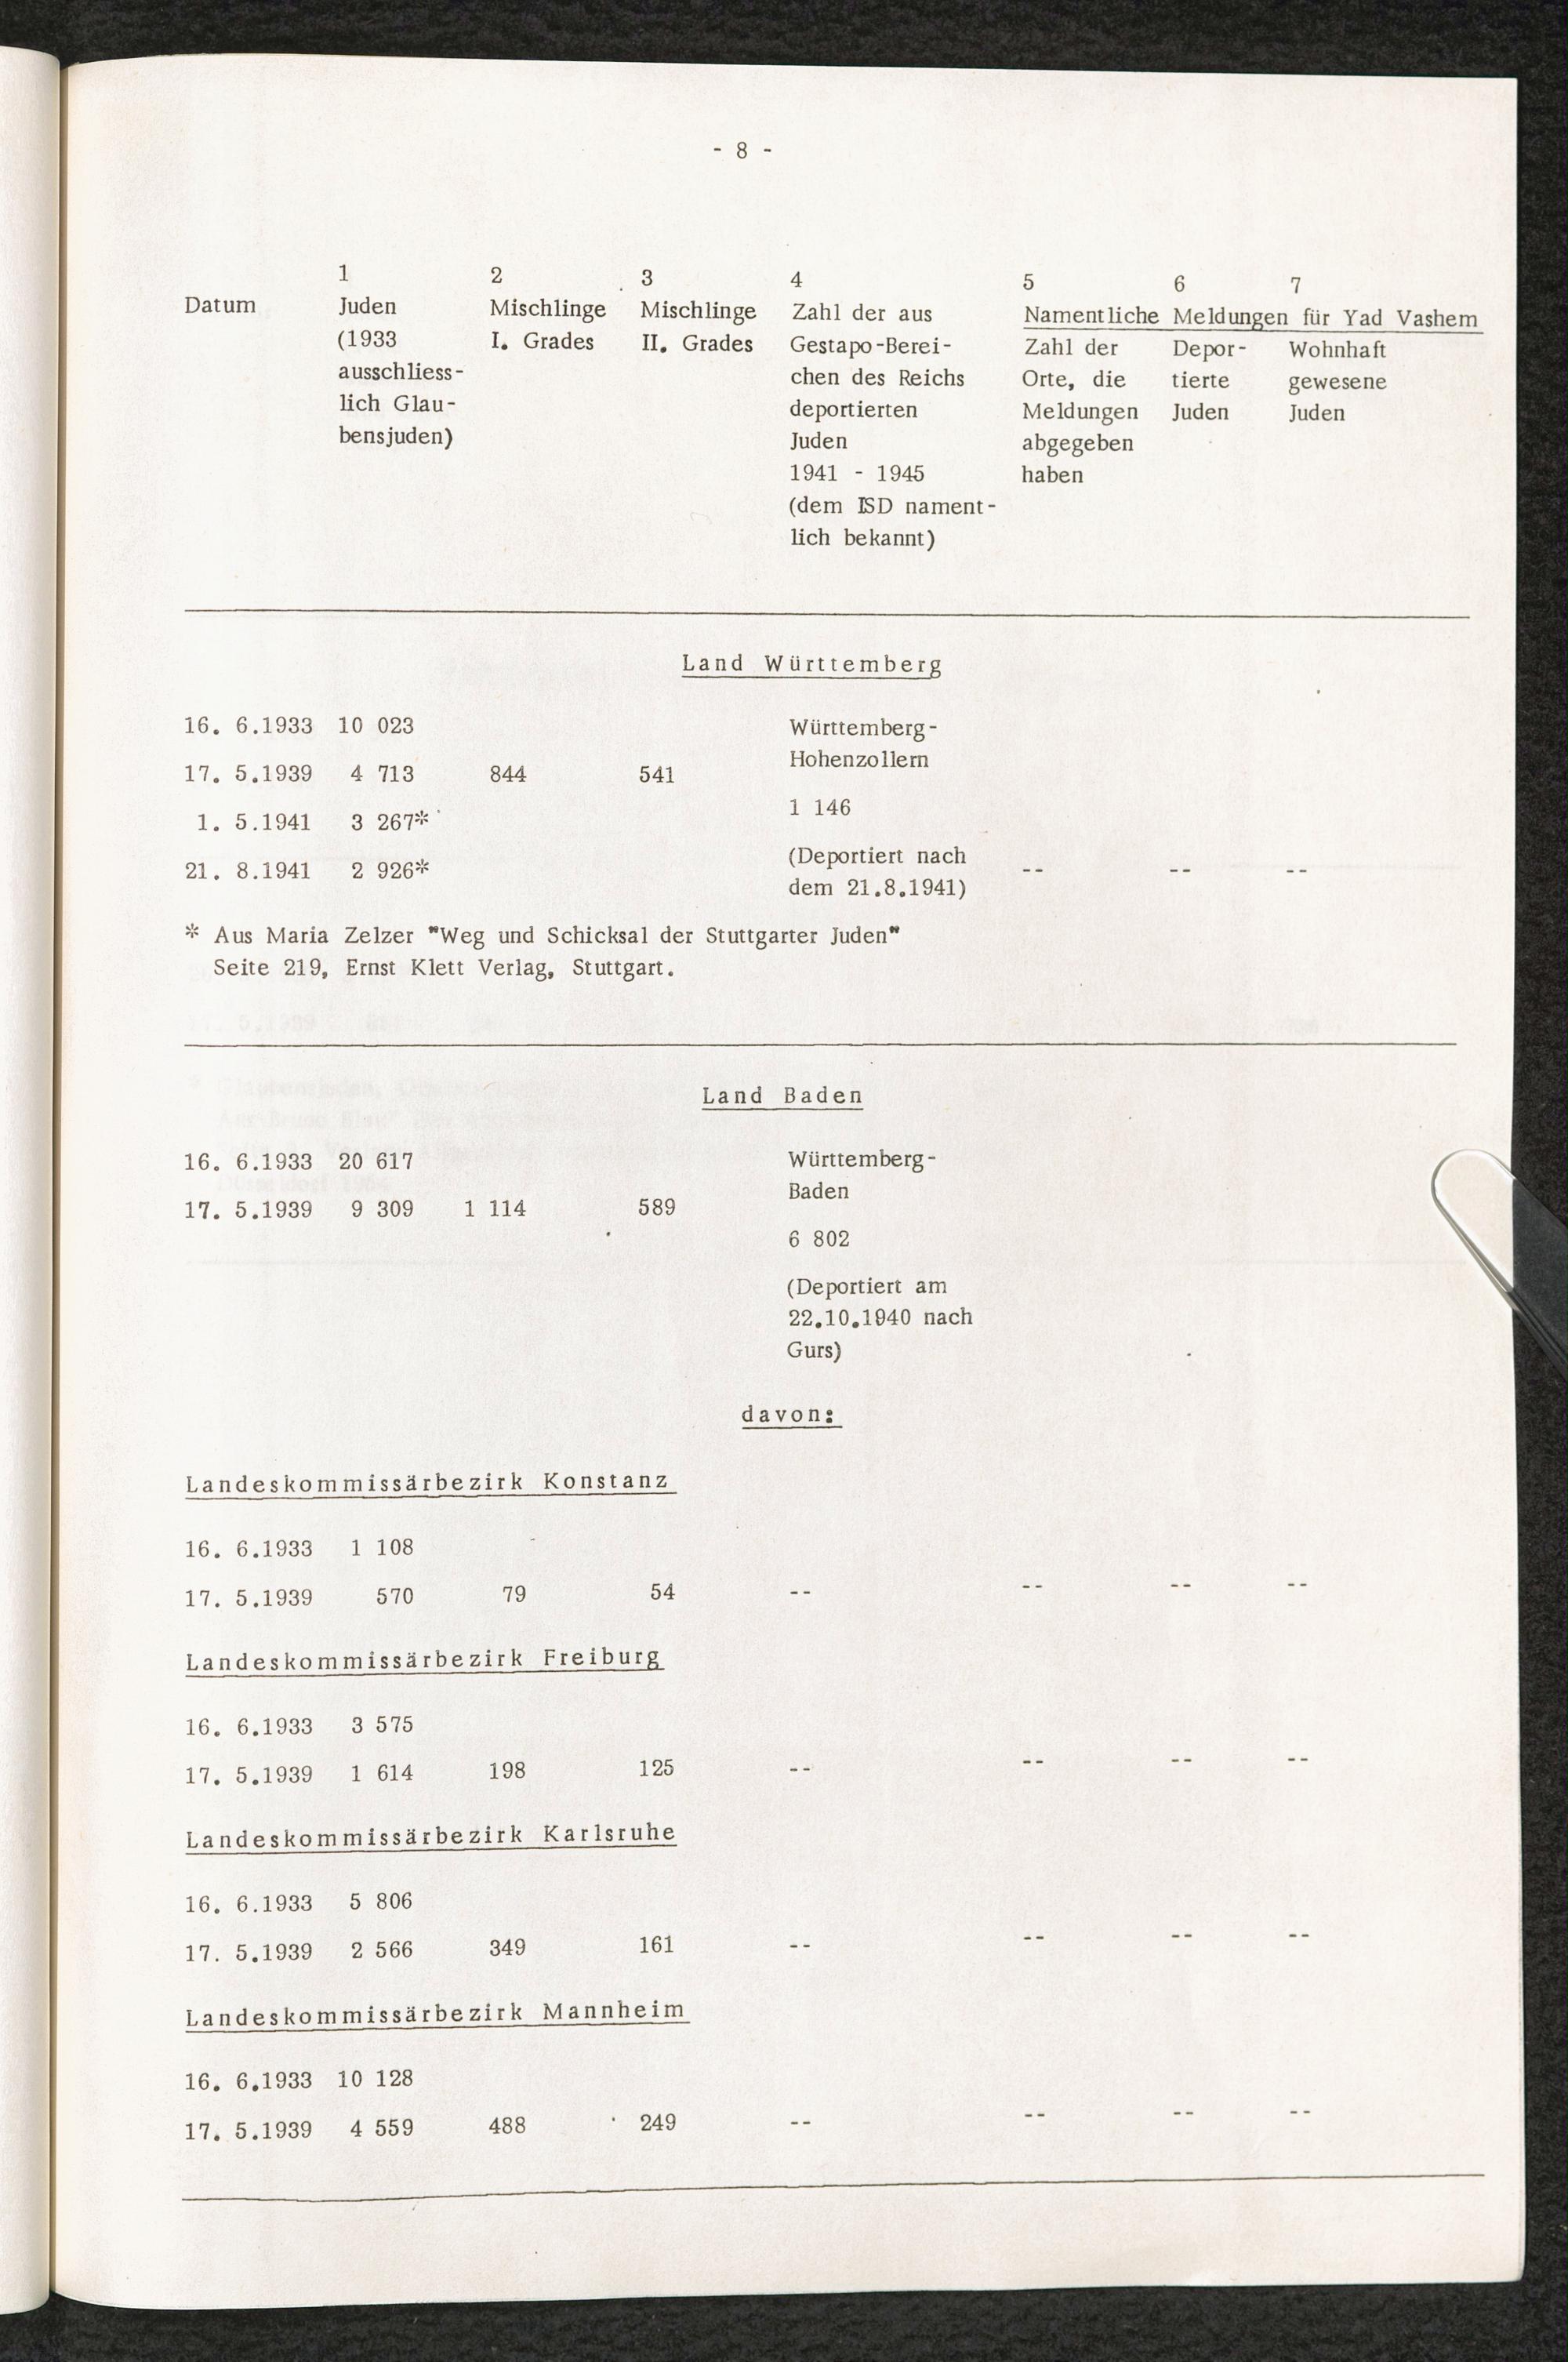 - 8 -
1 2 3 4 5 6 7
Datum Juden Mischlinge Mischlinge Zahl der aus Namentliche Meldungen für Yad Vashem
(1933 I. Grades II. Grades Gestapo-Berei- Zahl der Depor- Wohnhaft
ausschliess- chen des Reichs Orte, die tierte gewesene
lich Glau- deportierten Meldungen Juden Juden
bensjuden) Juden abgegeben
1941 - 1945 haben
(dem ISD nament-
lich bekannt)
Land Württemberg
16. 6.1933 10 023 Württemberg-
Hohenzollern
17. 5.1939 4 713 844 541
1 146
1. 5.1941 3 267*
(Deportiert nach
21. 8.1941 2 926* -- -- --
dem 21.8.1941)
* Aus Maria Zelzer "Weg und Schicksal der Stuttgarter Juden"
Seite 219, Ernst Klett Verlag, Stuttgart.
Land Baden
16. 6.1933 20 617 Württemberg-
Baden
17. 5.1939 9 309 1 114 589
6 802
(Deportiert am
22.10.1940 nach
Gurs)
davon:
Landeskommissärbezirk Konstanz
16. 6.1933 1 108
17. 5.1939 570 79 54 -- -- -- --
Landeskommissärbezirk Freiburg
16. 6.1933 3 575
17. 5.1939 1 614 198 125 -- -- -- --
Landeskommissärbezirk Karlsruhe
16. 6.1933 5 806
17. 5.1939 2 566 349 161 -- -- -- --
Landeskommissärbezirk Mannheim
16. 6.1933 10 128
17. 5.1939 4 559 488 249 -- -- -- --